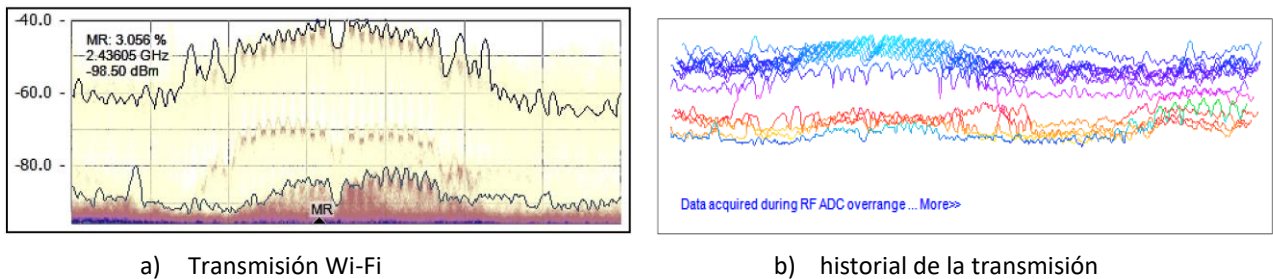 -40.0 -
MR: 3.056 %
2.43605 GHz
-98.50 dBm
-60.0 -
-80.0 -
MR
Data acquired during RF ADC overrange ... More>>
a) Transmisión Wi-Fi
b) historial de la transmisión